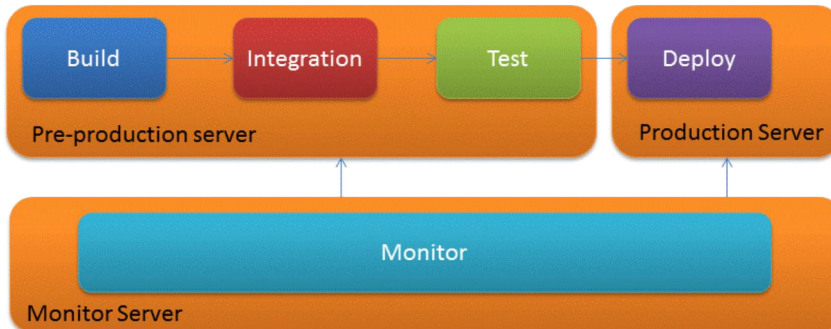 Build
Integration
Test
Deploy
Pre-production server
Production Server
Monitor
Monitor Server